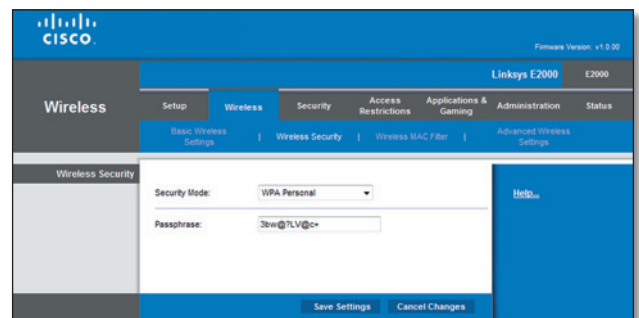 CISCO.
Firmware Version: v1.0.00
Linksys E2000 E2000
Wireless
Setup Wireless Security Access Restrictions Applications & Gaming Administration Status
Basic Wireless Settings | Wireless Security | Wireless MAC Filter | Advanced Wireless Settings
Wireless Security
Security Mode: WPA Personal
Help...
Passphrase: 3bw@?LV@c+
Save Settings Cancel Changes